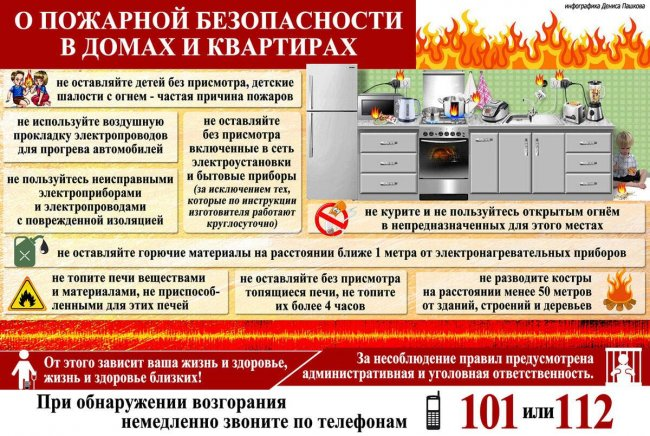 инфографика Дениса Пашкова
О ПОЖАРНОЙ БЕЗОПАСНОСТИ
В ДОМАХ И КВАРТИРАХ
не оставляйте детей без присмотра, детские
шалости с огнем - частая причина пожаров
не используйте воздушную
прокладку электропроводов
для прогрева автомобилей
не оставляйте
без присмотра
включенные в сеть
электроустановки
и бытовые приборы
(за исключением тех,
которые по инструкции
изготовителя работают
круглосуточно)
не пользуйтесь неисправными
электроприборами
и электропроводами
с поврежденной изоляцией
не курите и не пользуйтесь открытым огнём
в непредназначенных для этого местах
не оставляйте горючие материалы на расстоянии ближе 1 метра от электронагревательных приборов
не топите печи веществами
и материалами, не приспособ-
ленными для этих печей
не оставляйте без присмотра
топящиеся печи, не топите
их более 4 часов
не разводите костры
на расстоянии менее 50 метров
от зданий, строений и деревьев
От этого зависит ваша жизнь и здоровье,
жизнь и здоровье близких!
За несоблюдение правил предусмотрена
административная и уголовная ответственность.
При обнаружении возгорания
немедленно звоните по телефонам
101 или 112